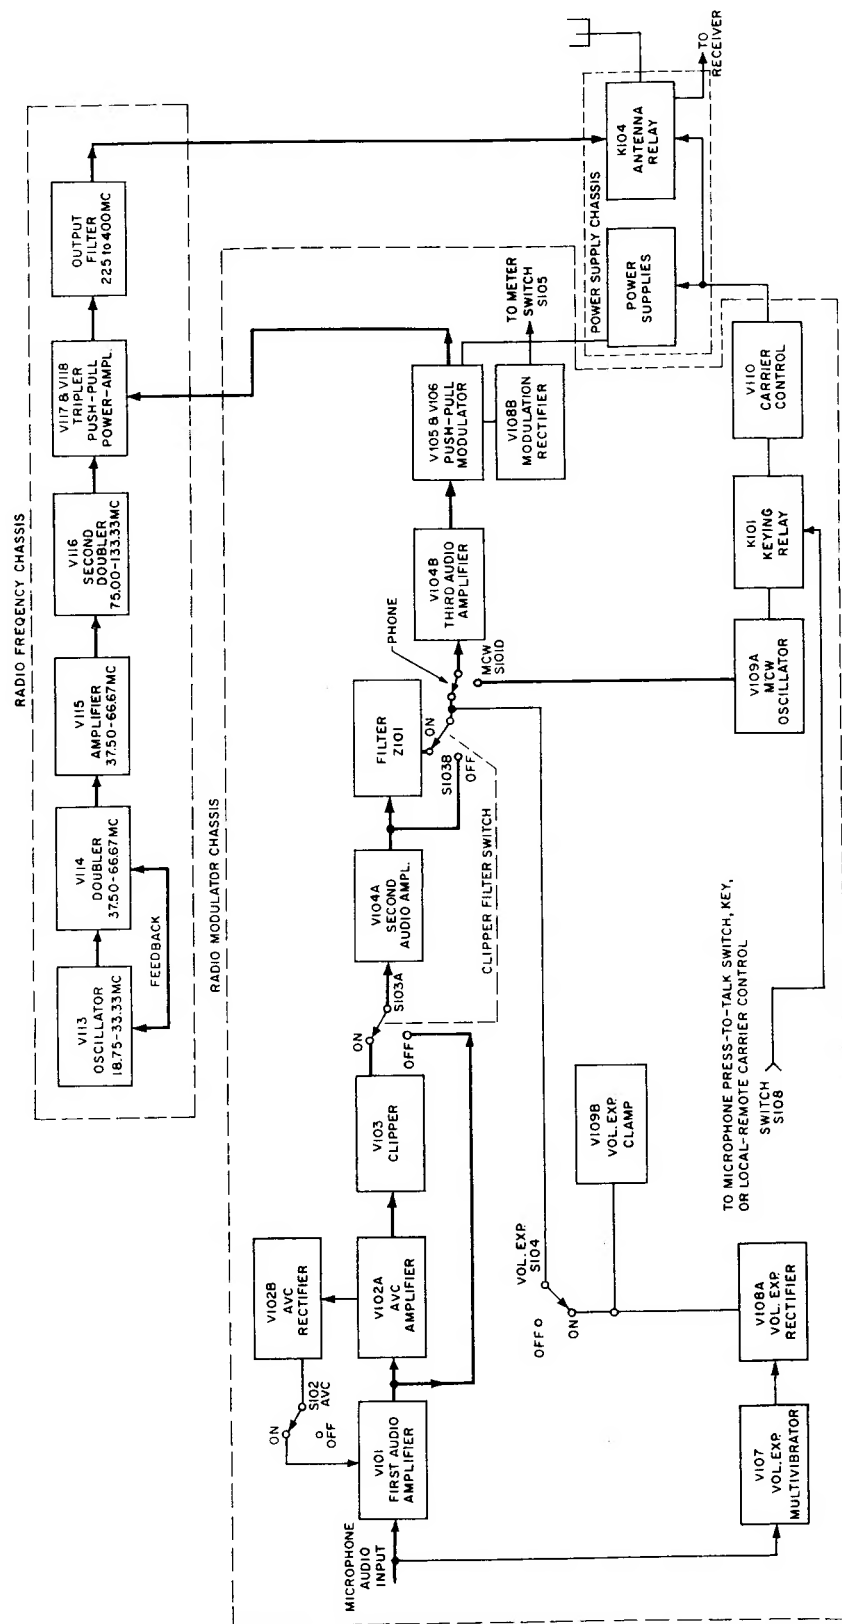 RADIO FREQENCY CHASSIS
V113
OSCILLATOR
18.75-33.33MC
V114
DOUBLER
37.50-66.67MC
FEEDBACK
V115
AMPLIFIER
37.50-66.67MC
V116
SECOND
DOUBLER
75.00-133.33MC
V117 & V118
TRIPLER
PUSH-PULL
POWER-AMPL.
OUTPUT
FILTER
225 to 400MC
RADIO MODULATOR CHASSIS
MICROPHONE
AUDIO
INPUT
V101
FIRST AUDIO
AMPLIFIER
ON
OFF
S102
AVC
V102B
AVC
RECTIFIER
V102A
AVC
AMPLIFIER
V103
CLIPPER
ON
OFF
S103A
V104A
SECOND
AUDIO AMPL.
CLIPPER FILTER SWITCH
FILTER
Z101
ON
S103B
OFF
PHONE
MCW
S101D
V104B
THIRD AUDIO
AMPLIFIER
V105 & V106
PUSH-PULL
MODULATOR
V108B
MODULATION
RECTIFIER
TO METER
SWITCH
S105
POWER SUPPLY CHASSIS
POWER
SUPPLIES
K104
ANTENNA
RELAY
TO
RECEIVER
V107
VOL. EXP.
MULTIVIBRATOR
V108A
VOL. EXP.
RECTIFIER
VOL. EXP.
S104
OFF
ON
V109B
VOL. EXP.
CLAMP
V109A
MCW
OSCILLATOR
K101
KEYING
RELAY
V110
CARRIER
CONTROL
TO MICROPHONE PRESS-TO-TALK SWITCH, KEY,
OR LOCAL-REMOTE CARRIER CONTROL
SWITCH
S108